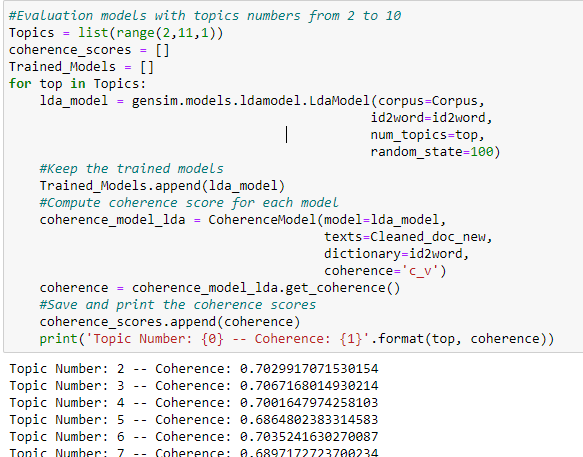 #Evaluation models with topics numbers from 2 to 10
Topics = list(range(2,11,1))
coherence_scores = []
Trained_Models = []
for top in Topics:
    lda_model = gensim.models.ldamodel.LdaModel(corpus=Corpus,
                                                id2word=id2word,
                                                num_topics=top,
                                                random_state=100)
    #Keep the trained models
    Trained_Models.append(lda_model)
    #Compute coherence score for each model
    coherence_model_lda = CoherenceModel(model=lda_model,
                                          texts=Cleaned_doc_new,
                                          dictionary=id2word,
                                          coherence='c_v')
    coherence = coherence_model_lda.get_coherence()
    #Save and print the coherence scores
    coherence_scores.append(coherence)
    print('Topic Number: {0} -- Coherence: {1}'.format(top, coherence))
Topic Number: 2 -- Coherence: 0.7029917071530154
Topic Number: 3 -- Coherence: 0.7067168014930214
Topic Number: 4 -- Coherence: 0.7001647974258103
Topic Number: 5 -- Coherence: 0.6864802383314583
Topic Number: 6 -- Coherence: 0.7035241630270087
Topic Number: 7 -- Coherence: 0.6897172723700234